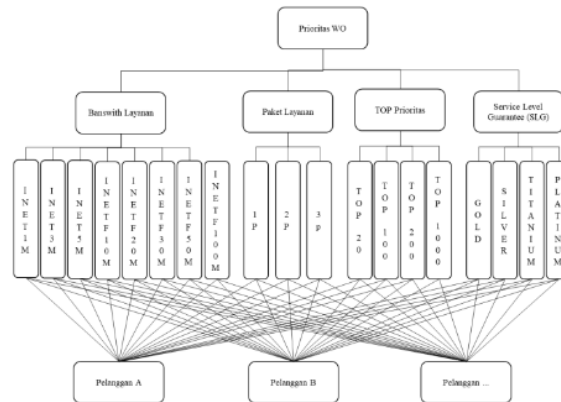 Prioritas WO
Banswith Layanan
Paket Layanan
TOP Prioritas
Service Level
Guarantee (SLG)
INET1M
INET3M
INET5M
INETF10M
INETF20M
INETF30M
INETF50M
INETF100M
1P
2P
3p
TOP 20
TOP 100
TOP 200
TOP 1000
GOLD
SILVER
TITANIUM
PLATINUM
Pelanggan A
Pelanggan B
Pelanggan ...